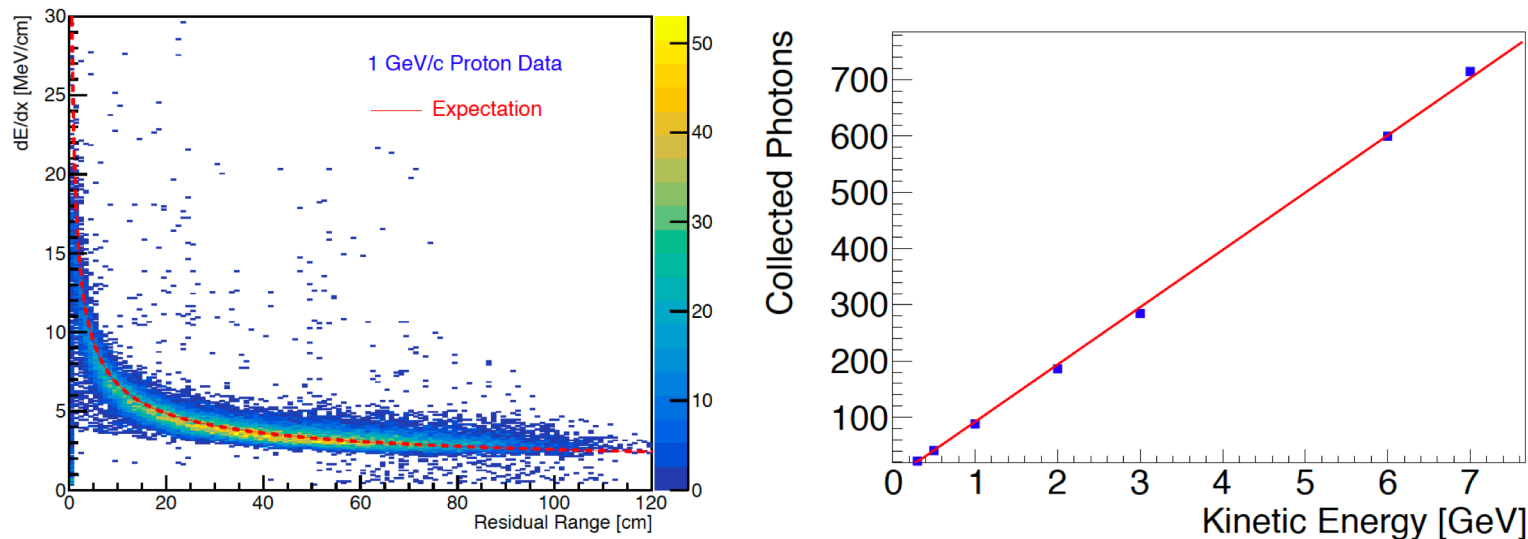 dE/dx [MeV/cm]
30
25
20
15
10
5
0
1 GeV/c Proton Data
Expectation
0 20 40 60 80 100 120
Residual Range [cm]
50
40
30
20
10
0
Collected Photons
700
600
500
400
300
200
100
0 1 2 3 4 5 6 7
Kinetic Energy [GeV]